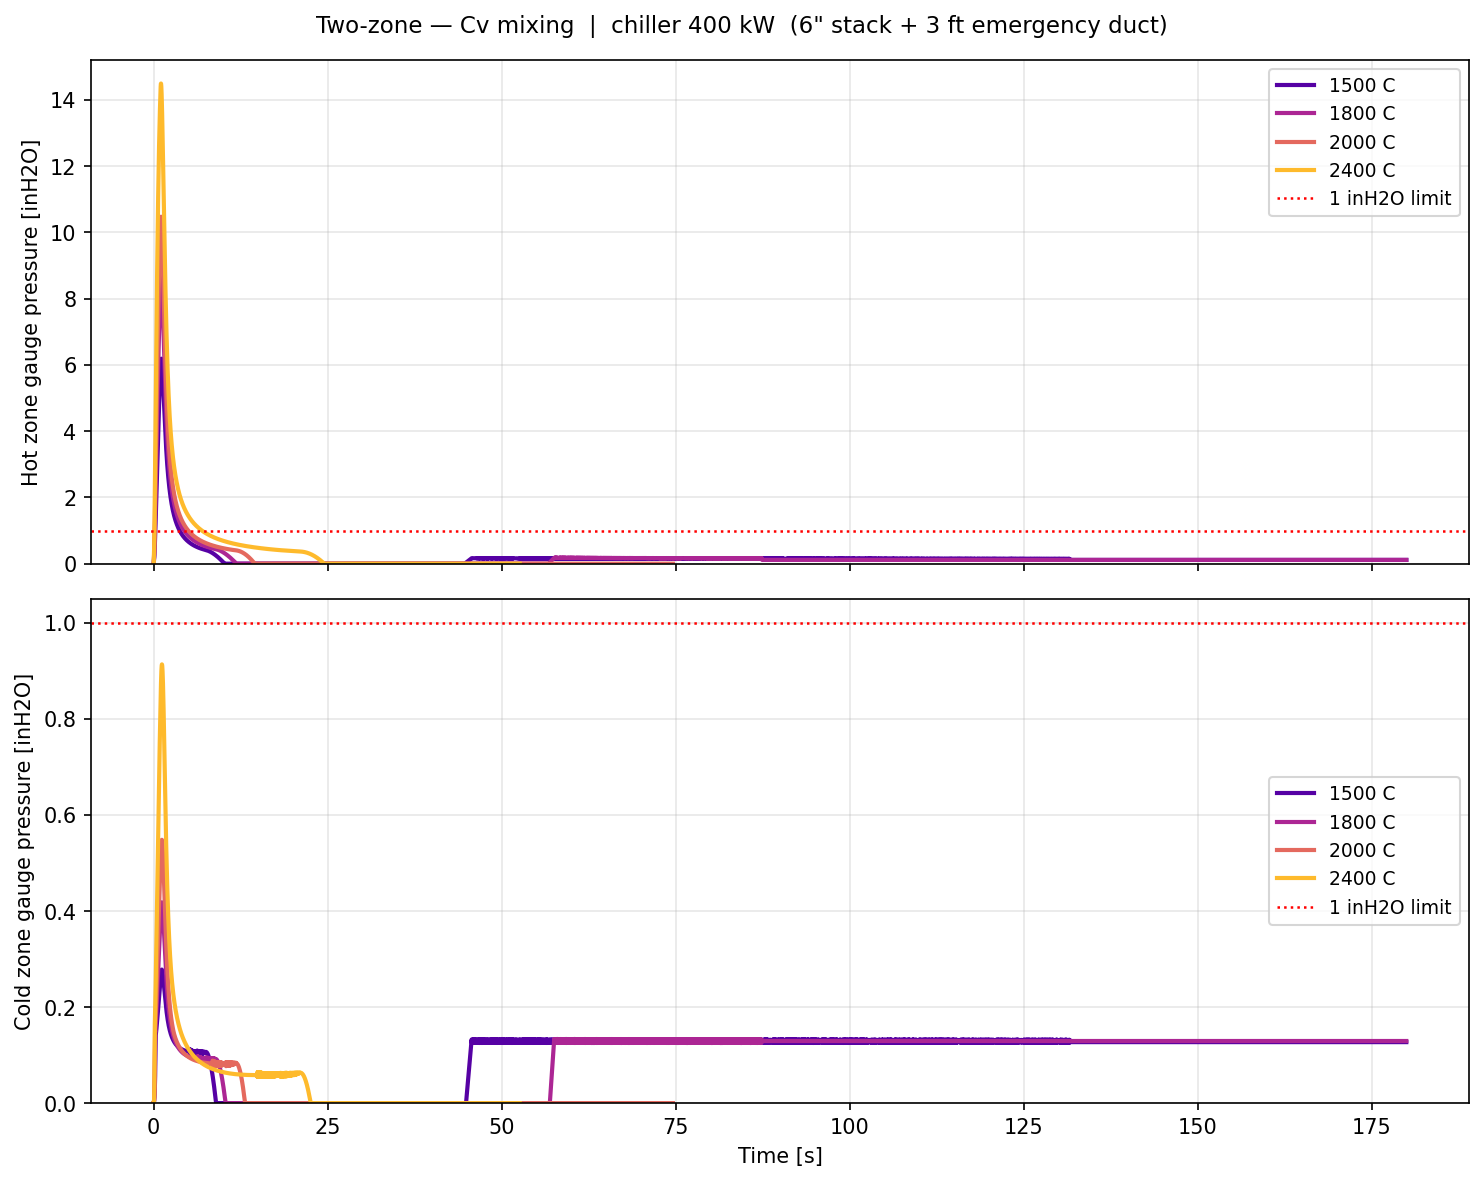 Two-zone — Cv mixing | chiller 400 kW (6" stack + 3 ft emergency duct)
Hot zone gauge pressure [inH2O]
14
12
10
8
6
4
2
0
1500 C
1800 C
2000 C
2400 C
1 inH2O limit
Cold zone gauge pressure [inH2O]
1.0
0.8
0.6
0.4
0.2
0.0
1500 C
1800 C
2000 C
2400 C
1 inH2O limit
0 25 50 75 100 125 150 175
Time [s]